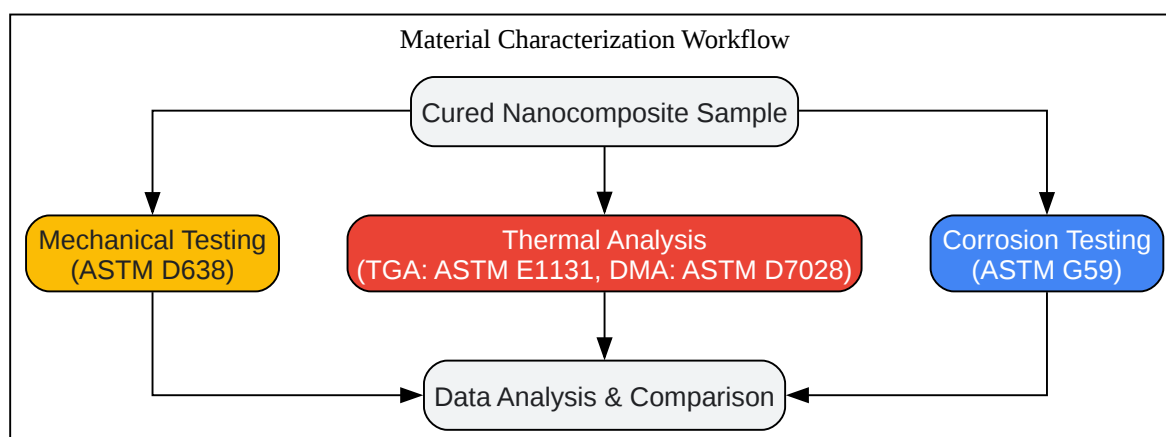 Material Characterization Workflow
Cured Nanocomposite Sample
Mechanical Testing
(ASTM D638)
Thermal Analysis
(TGA: ASTM E1131, DMA: ASTM D7028)
Corrosion Testing
(ASTM G59)
Data Analysis & Comparison